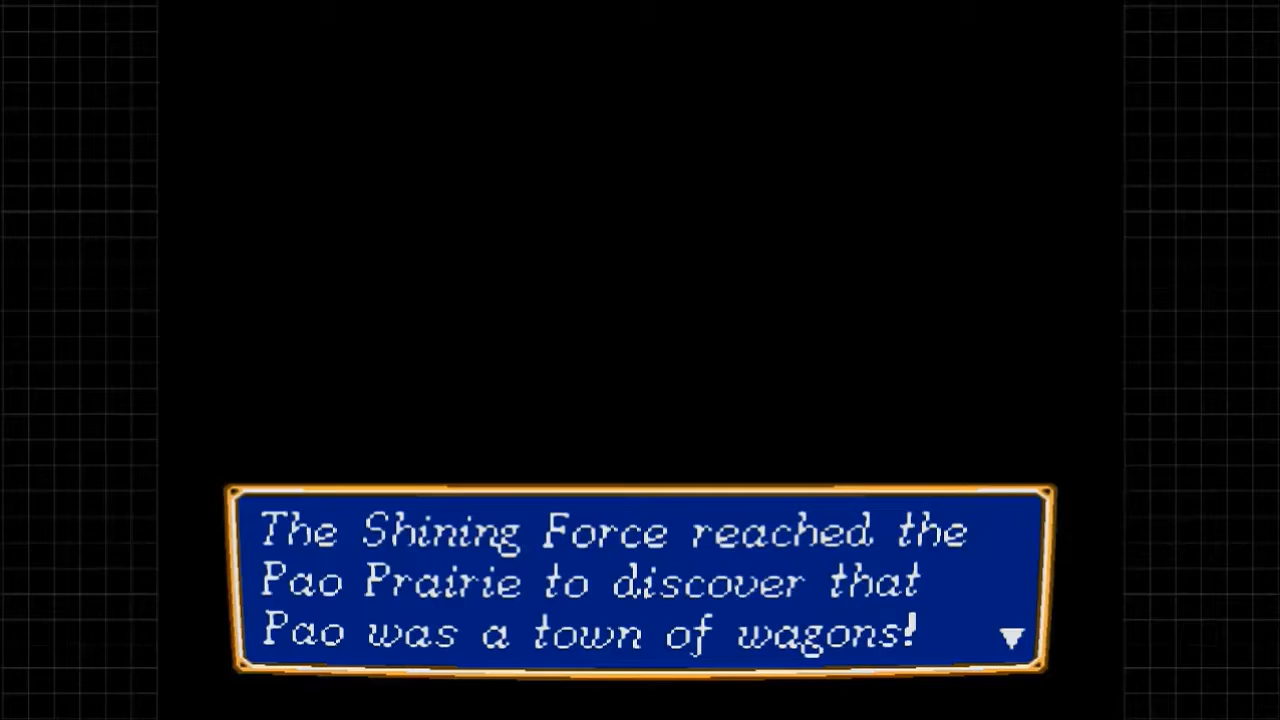 The Shining Force reached the
Pao Prairie to discover that
Pao was a town of wagons!